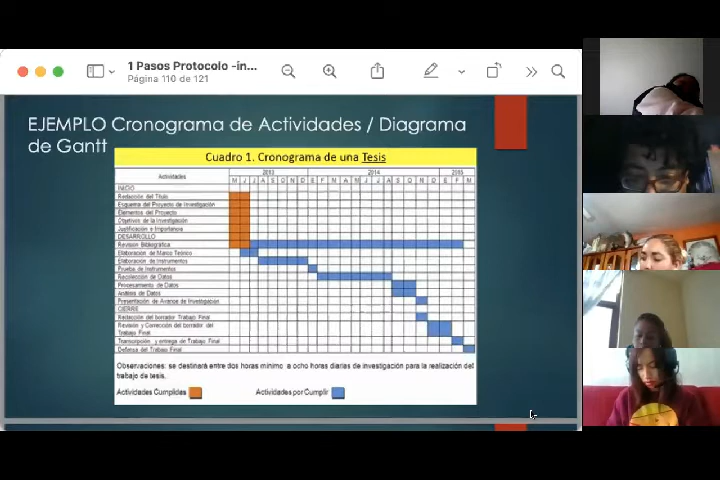 1 Pasos Protocolo -in...
Página 110 de 121
EJEMPLO Cronograma de Actividades / Diagrama
de Gantt
Cuadro 1. Cronograma de una Tesis
Actividades
2013 2014 2015
M J J A S O N D E F M A M J J A S O N D E F M
INICIO
Redacción del Título
Esquema del Proyecto de Investigación
Elementos del Proyecto
Objetivos de la Investigación
Justificación e Importancia
DESARROLLO
Revisión Bibliográfica
Elaboración de Marco Teórico
Elaboración de Instrumentos
Prueba de Instrumentos
Recolección de Datos
Procesamiento de Datos
Análisis de Datos
Presentación de Avance de Investigación
CIERRE
Redacción del borrador Trabajo Final
Revisión y Corrección del borrador del
Trabajo Final
Transcripción y entrega de Trabajo Final
Defensa del Trabajo Final
Observaciones: se destinará entre dos horas mínimo a ocho horas diarias de investigación para la realización del
trabajo de tesis.
Actividades Cumplidas Actividades por Cumplir